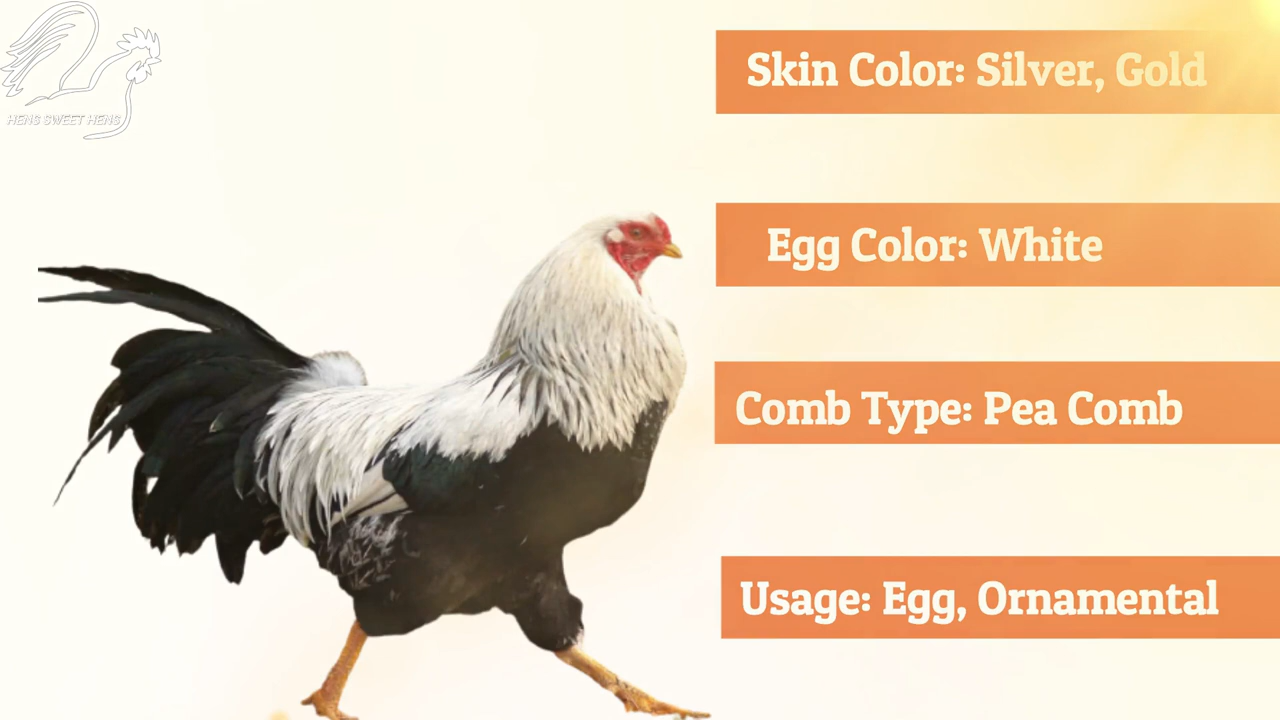 HENS SWEET HENS
Skin Color: Silver, Gold
Egg Color: White
Comb Type: Pea Comb
Usage: Egg, Ornamental